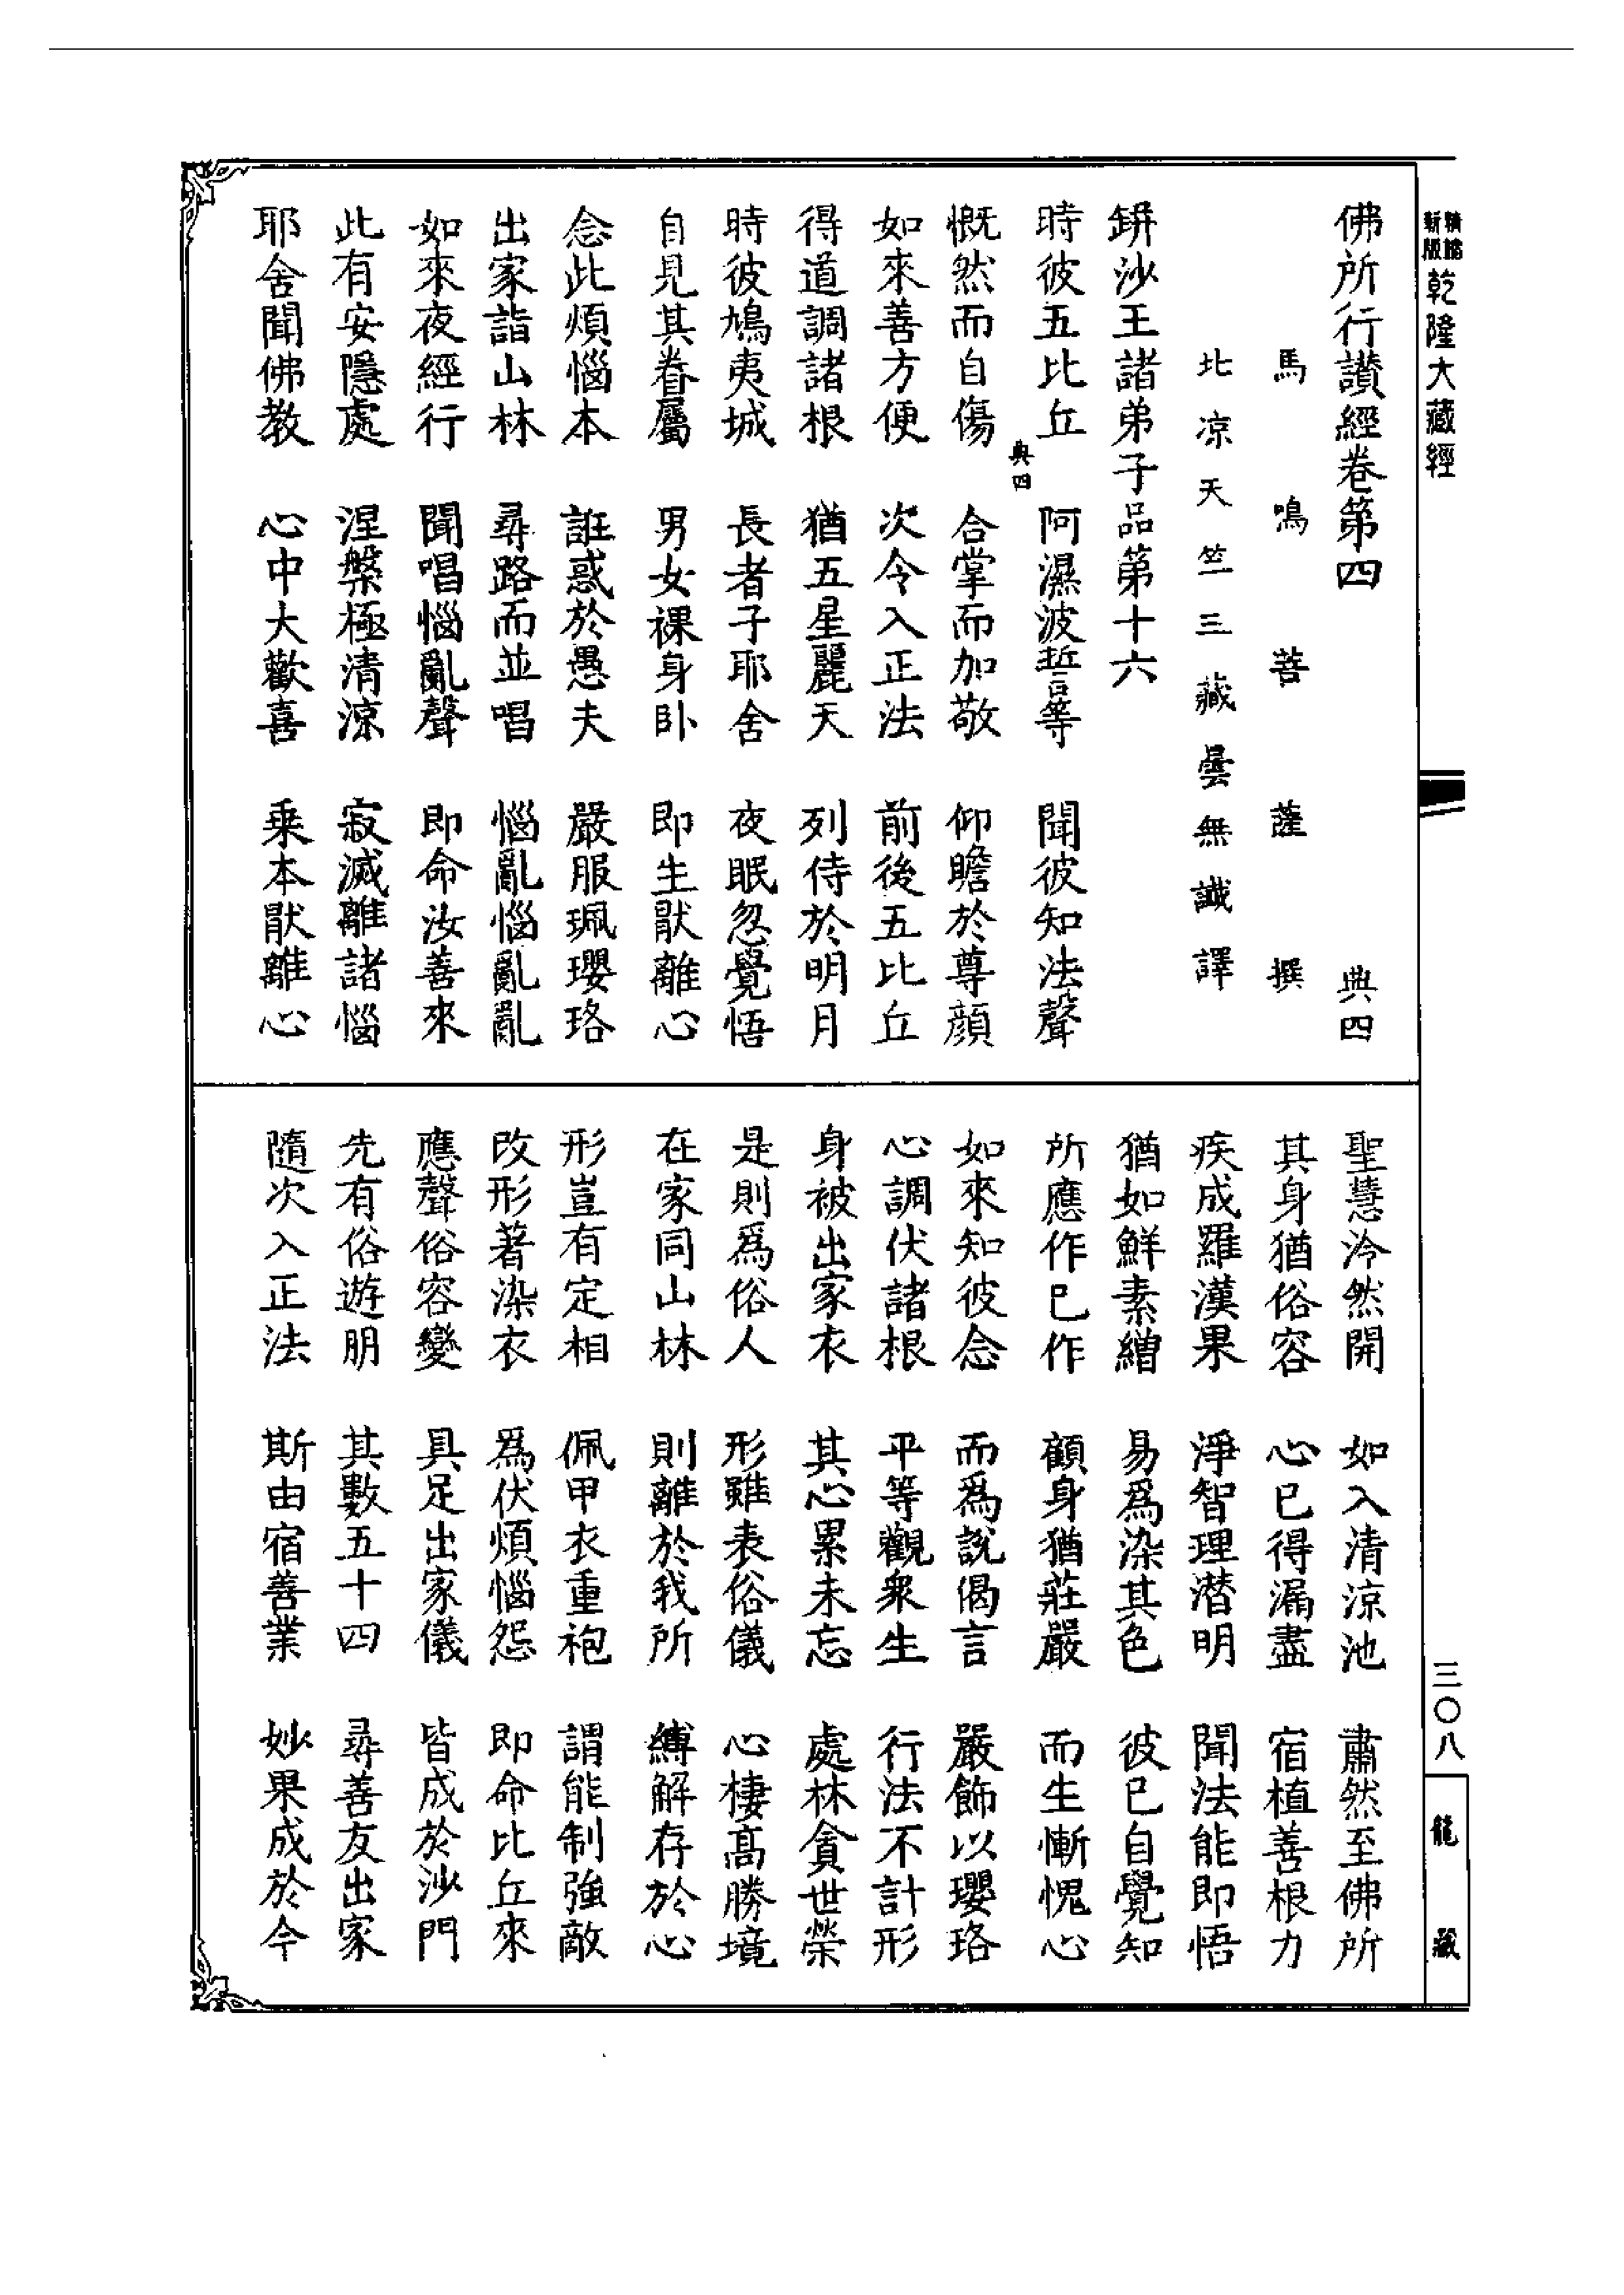 精縮新版乾隆大藏經
佛所行讚經卷第四 典四
馬鳴菩薩撰
北涼天竺三藏曇無讖譯
缾沙王諸弟子品第十六
時彼五比丘 阿濕波誓等 聞彼知法聲
典四
慨然而自傷 合掌而加敬 仰瞻於尊顏
如來善方便 次令入正法 前後五比丘
得道調諸根 猶五星麗天 列侍於明月
時彼鳩夷城 長者子耶舍 夜眠忽覺悟
自見其眷屬 男女裸身卧 即生厭離心
念此煩惱本 誑惑於愚夫 嚴服珮瓔珞
出家詣山林 尋路而並唱 惱亂惱亂亂
如來夜經行 聞唱惱亂聲 即命汝善來
此有安隱處 涅槃極清涼 寂滅離諸惱
耶舍聞佛教 心中大歡喜 乗本厭離心
聖慧泠然開 如入清涼池 肅然至佛所
其身猶俗容 心已得漏盡 宿植善根力
疾成羅漢果 淨智理潜明 聞法能即悟
猶如鮮素繒 易爲染其色 彼已自覺知
所應作已作 顧身猶莊嚴 而生慚愧心
如來知彼念 而爲說偈言 嚴飾以瓔珞
心調伏諸根 平等觀衆生 行法不計形
身被出家衣 其心累未忘 處林貪世榮
是則爲俗人 形雖表俗儀 心棲高勝境
在家同山林 則離於我所 縛解存於心
形豈有定相 佩甲衣重袍 謂能制強敵
改形著染衣 爲伏煩惱怨 即命比丘來
應聲俗容變 具足出家儀 皆成於沙門
先有俗遊朋 其數五十四 尋善友出家
隨次入正法 斯由宿善業 妙果成於今
三〇八
龍藏